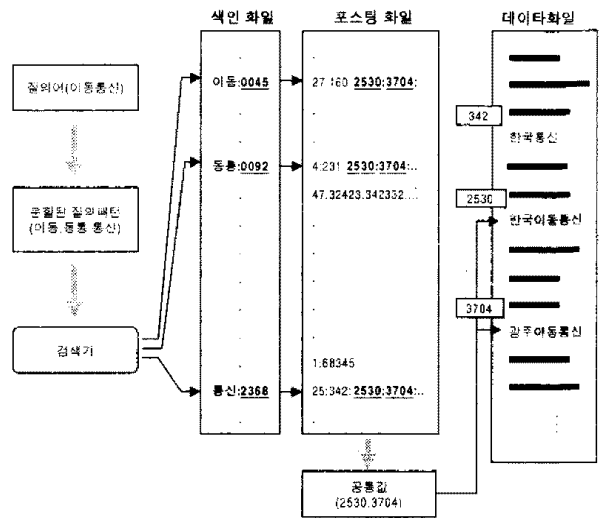 색인 화일
포스팅 화일
데이타화일
질의어(이동통신)
분할된 질의패턴
(이동,동통,통신)
검색기
이동:0045
동통:0092
통신:2368
27:160:2530:3704:
4:231:2530:3704:..
47.32423.342332....
1:68345
25:342:2530:3704:..
공통값
(2530,3704)
342
한국통신
2530
한국이동통신
3704
광주이동통신